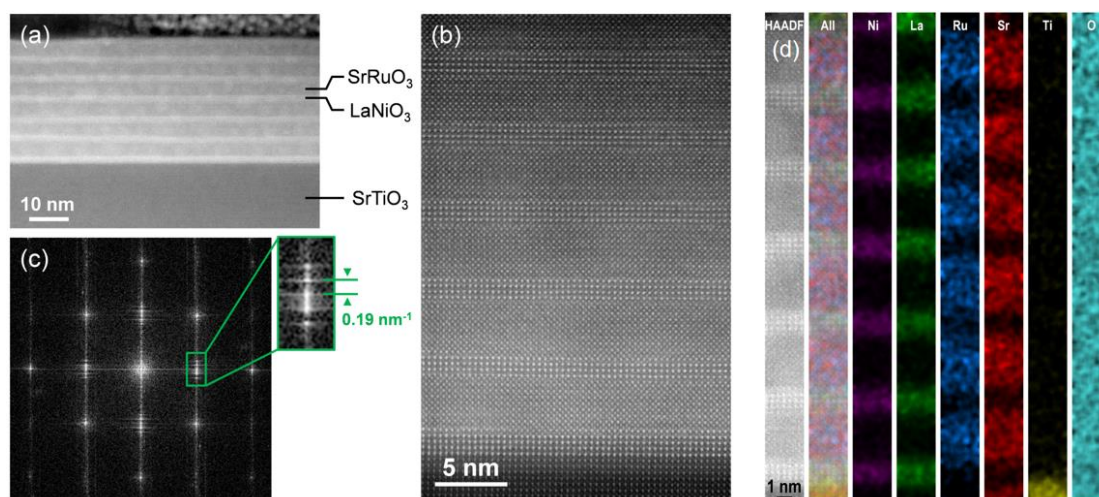 (a)
SrRuO3
LaNiO3
SrTiO3
10 nm
(b)
5 nm
(c)
0.19 nm-1
HAADF All Ni La Ru Sr Ti O
(d)
1 nm